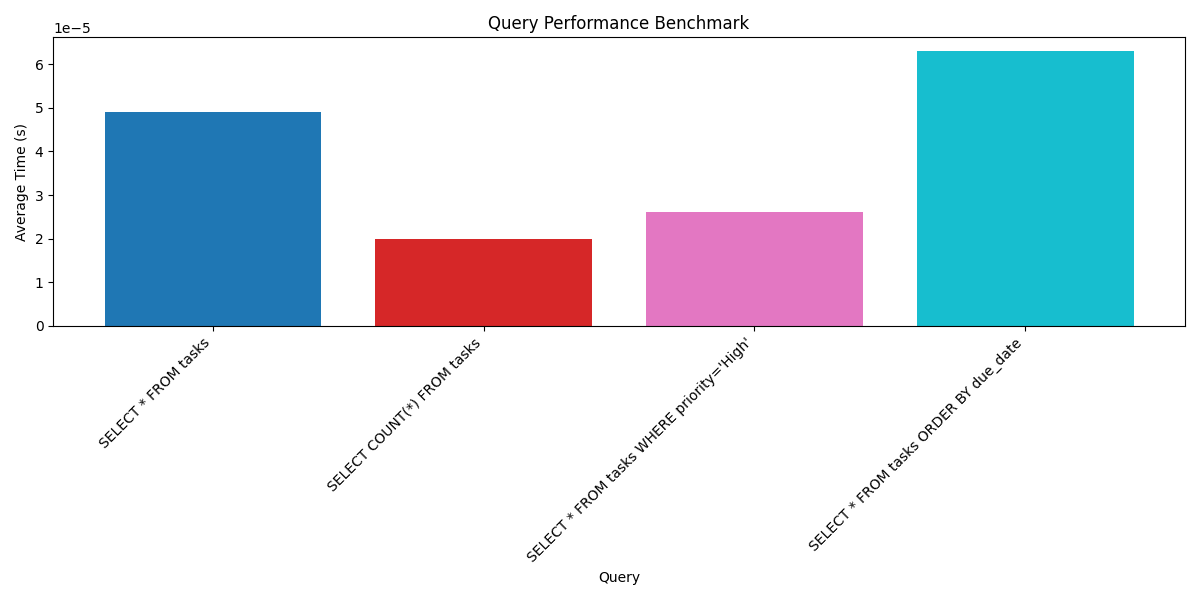 Query Performance Benchmark
1e−5
Average Time (s)
6
5
4
3
2
1
0
SELECT * FROM tasks
SELECT COUNT(*) FROM tasks
SELECT * FROM tasks WHERE priority='High'
SELECT * FROM tasks ORDER BY due_date
Query